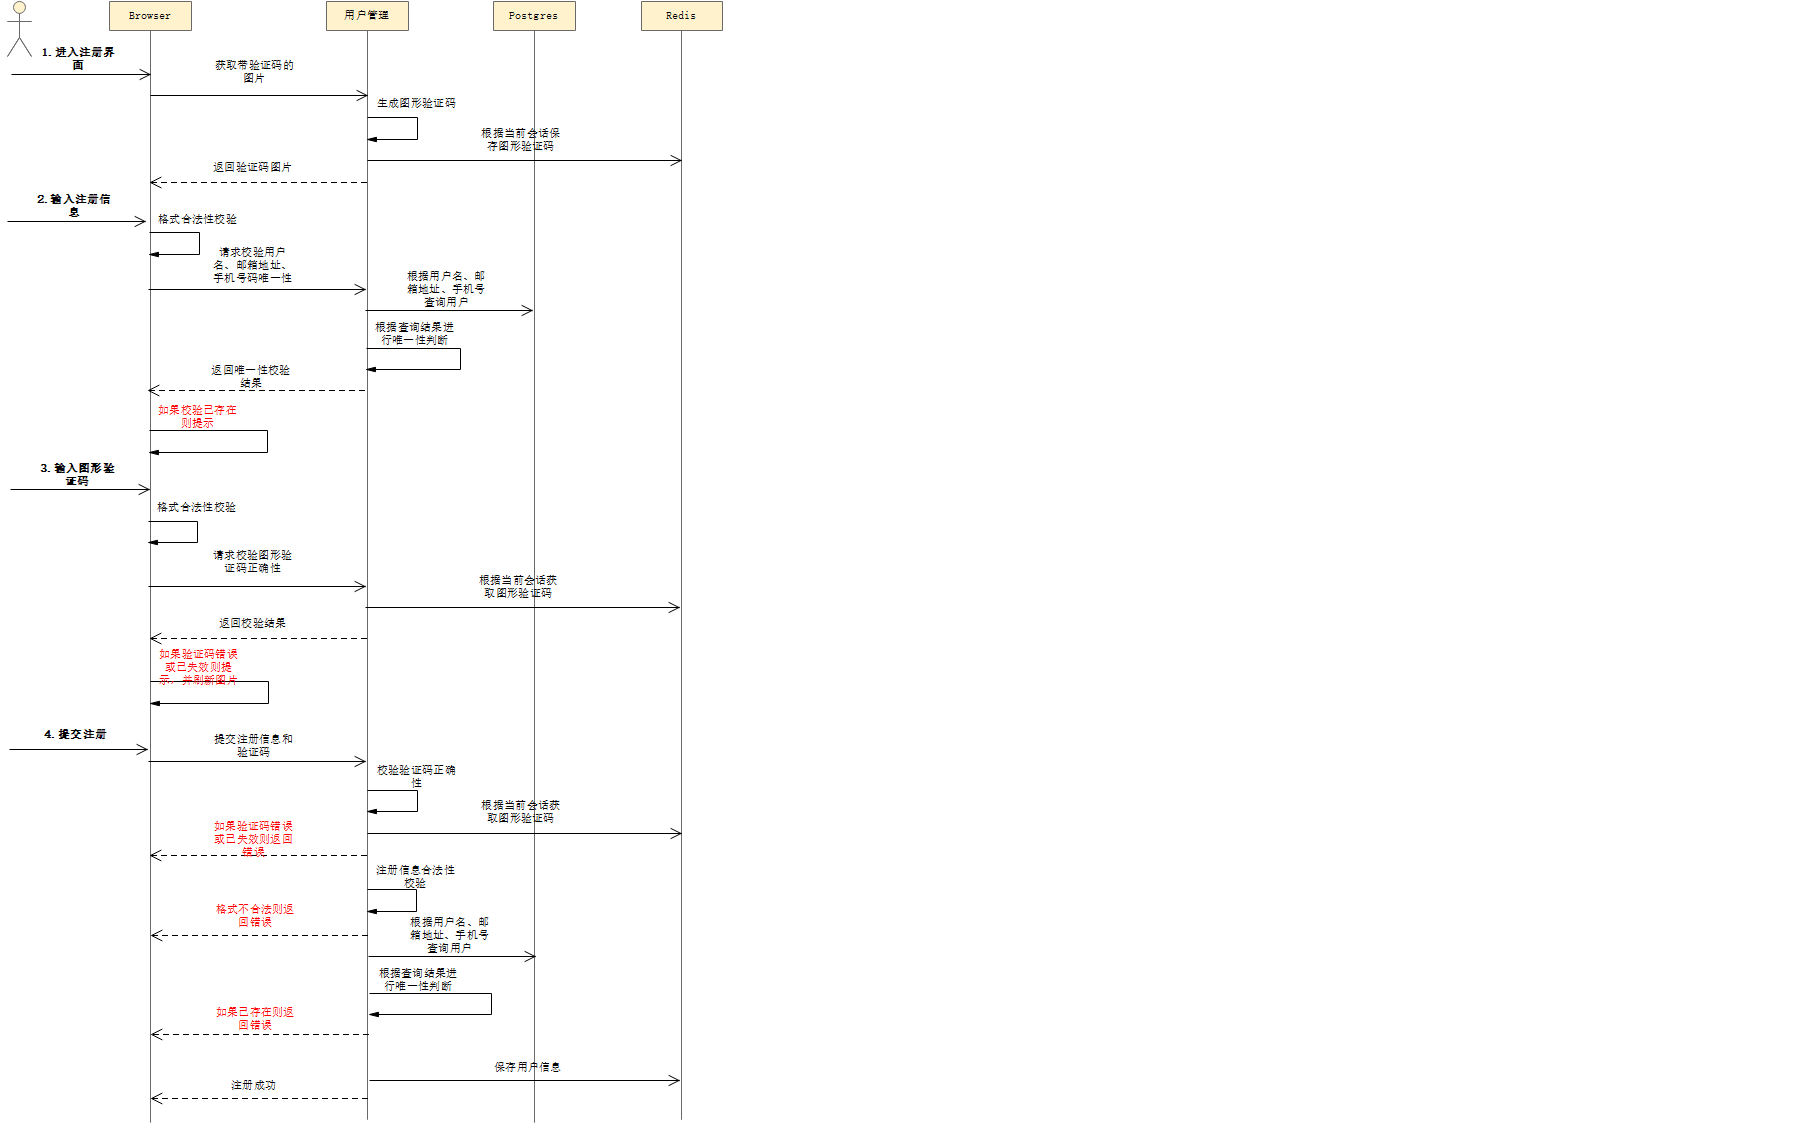 Browser
用户管理
Postgres
Redis
1. 进入注册界
面
获取带验证码的
图片
生成图形验证码
根据当前会话保
存图形验证码
返回验证码图片
2. 输入注册信
息
格式合法性校验
请求校验用户
名、邮箱地址、
手机号码唯一性
根据用户名、邮
箱地址、手机号
查询用户
根据查询结果进
行唯一性判断
返回唯一性校验
结果
如果校验已存在
则提示
3. 输入图形验
证码
格式合法性校验
请求校验图形验
证码正确性
根据当前会话获
取图形验证码
返回校验结果
如果验证码错误
或已失效则提
示，并刷新图片
4. 提交注册
提交注册信息和
验证码
校验验证码正确
性
根据当前会话获
取图形验证码
如果验证码错误
或已失效则返回
错误
注册信息合法性
校验
格式不合法则返
回错误
根据用户名、邮
箱地址、手机号
查询用户
根据查询结果进
行唯一性判断
如果已存在则返
回错误
保存用户信息
注册成功